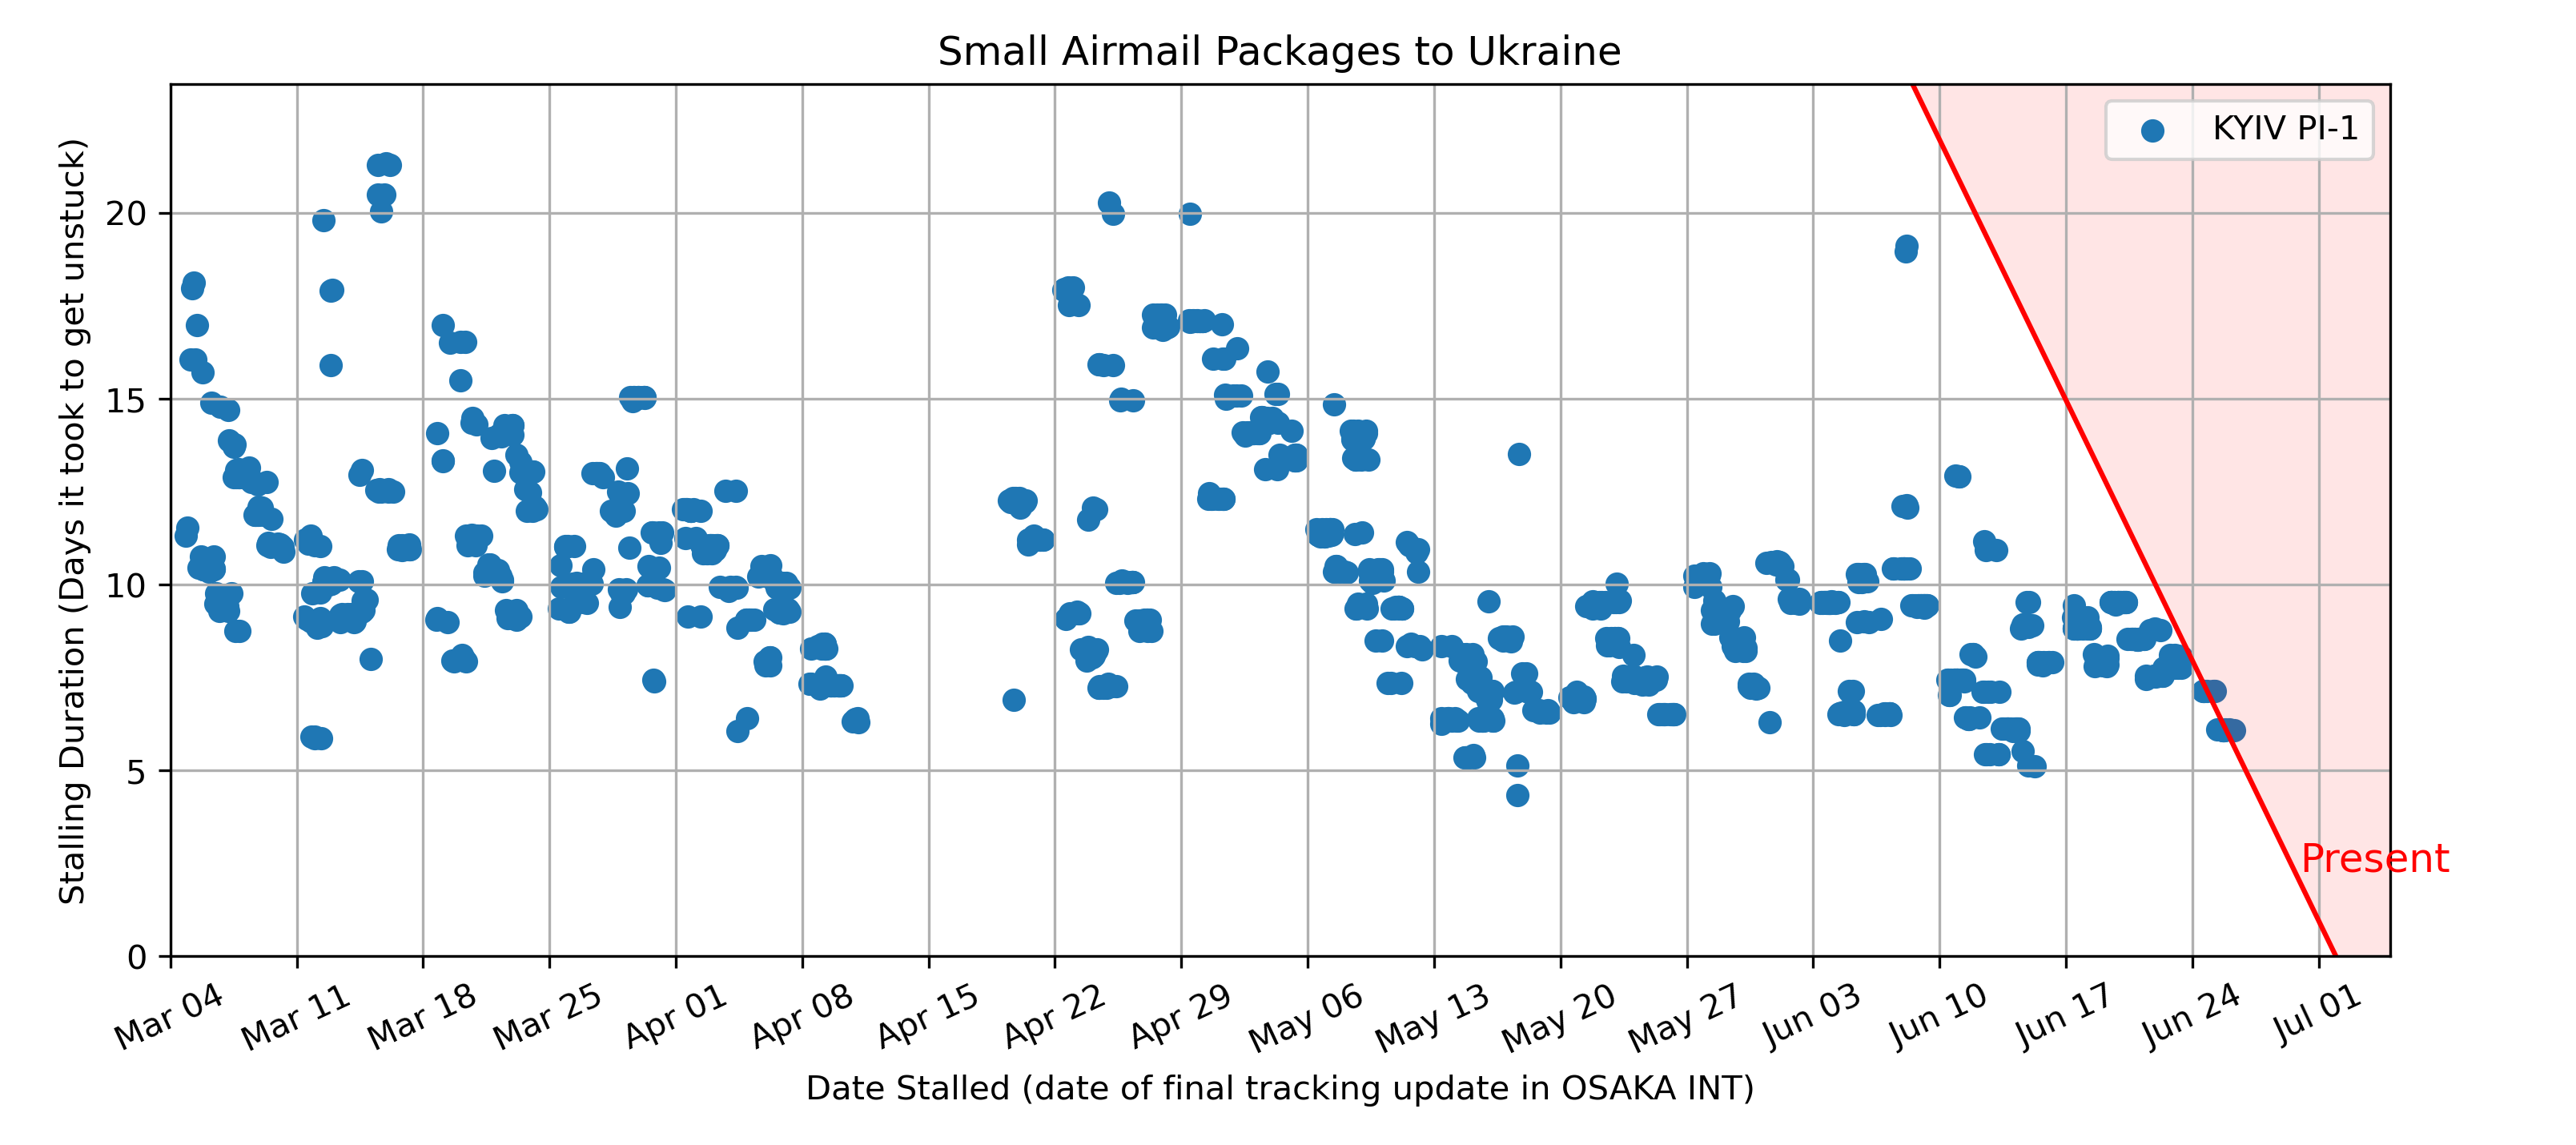 Small Airmail Packages to Ukraine
KYIV PI-1
Stalling Duration (Days it took to get unstuck)
20
15
10
5
0
Present
Mar 04
Mar 11
Mar 18
Mar 25
Apr 01
Apr 08
Apr 15
Apr 22
Apr 29
May 06
May 13
May 20
May 27
Jun 03
Jun 10
Jun 17
Jun 24
Jul 01
Date Stalled (date of final tracking update in OSAKA INT)